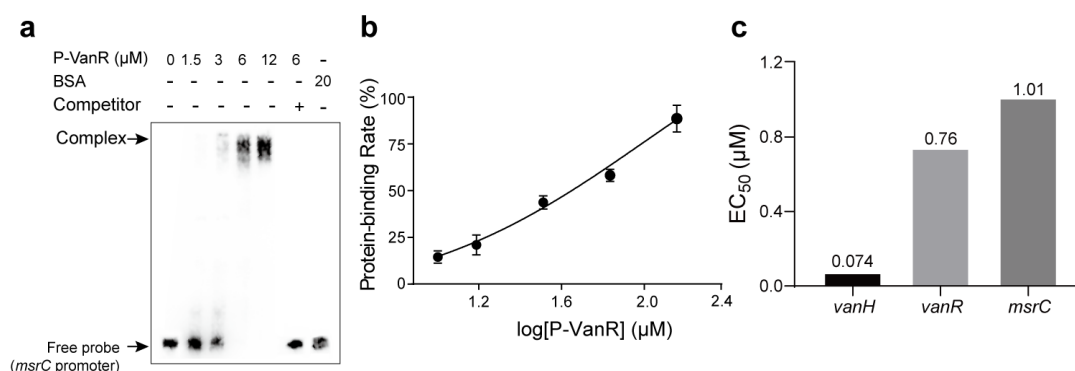 a
P-VanR (μM) 0 1.5 3 6 12 6 -
BSA - - - - - - 20
Competitor - - - - - + -
Complex
Free probe
(msrC promoter)
b
Protein-binding Rate (%)
100
75
50
25
0
1.2 1.6 2.0 2.4
log[P-VanR] (μM)
c
EC50 (μM)
1.2
0.8
0.4
0.0
0.074
0.76
1.01
vanH vanR msrC